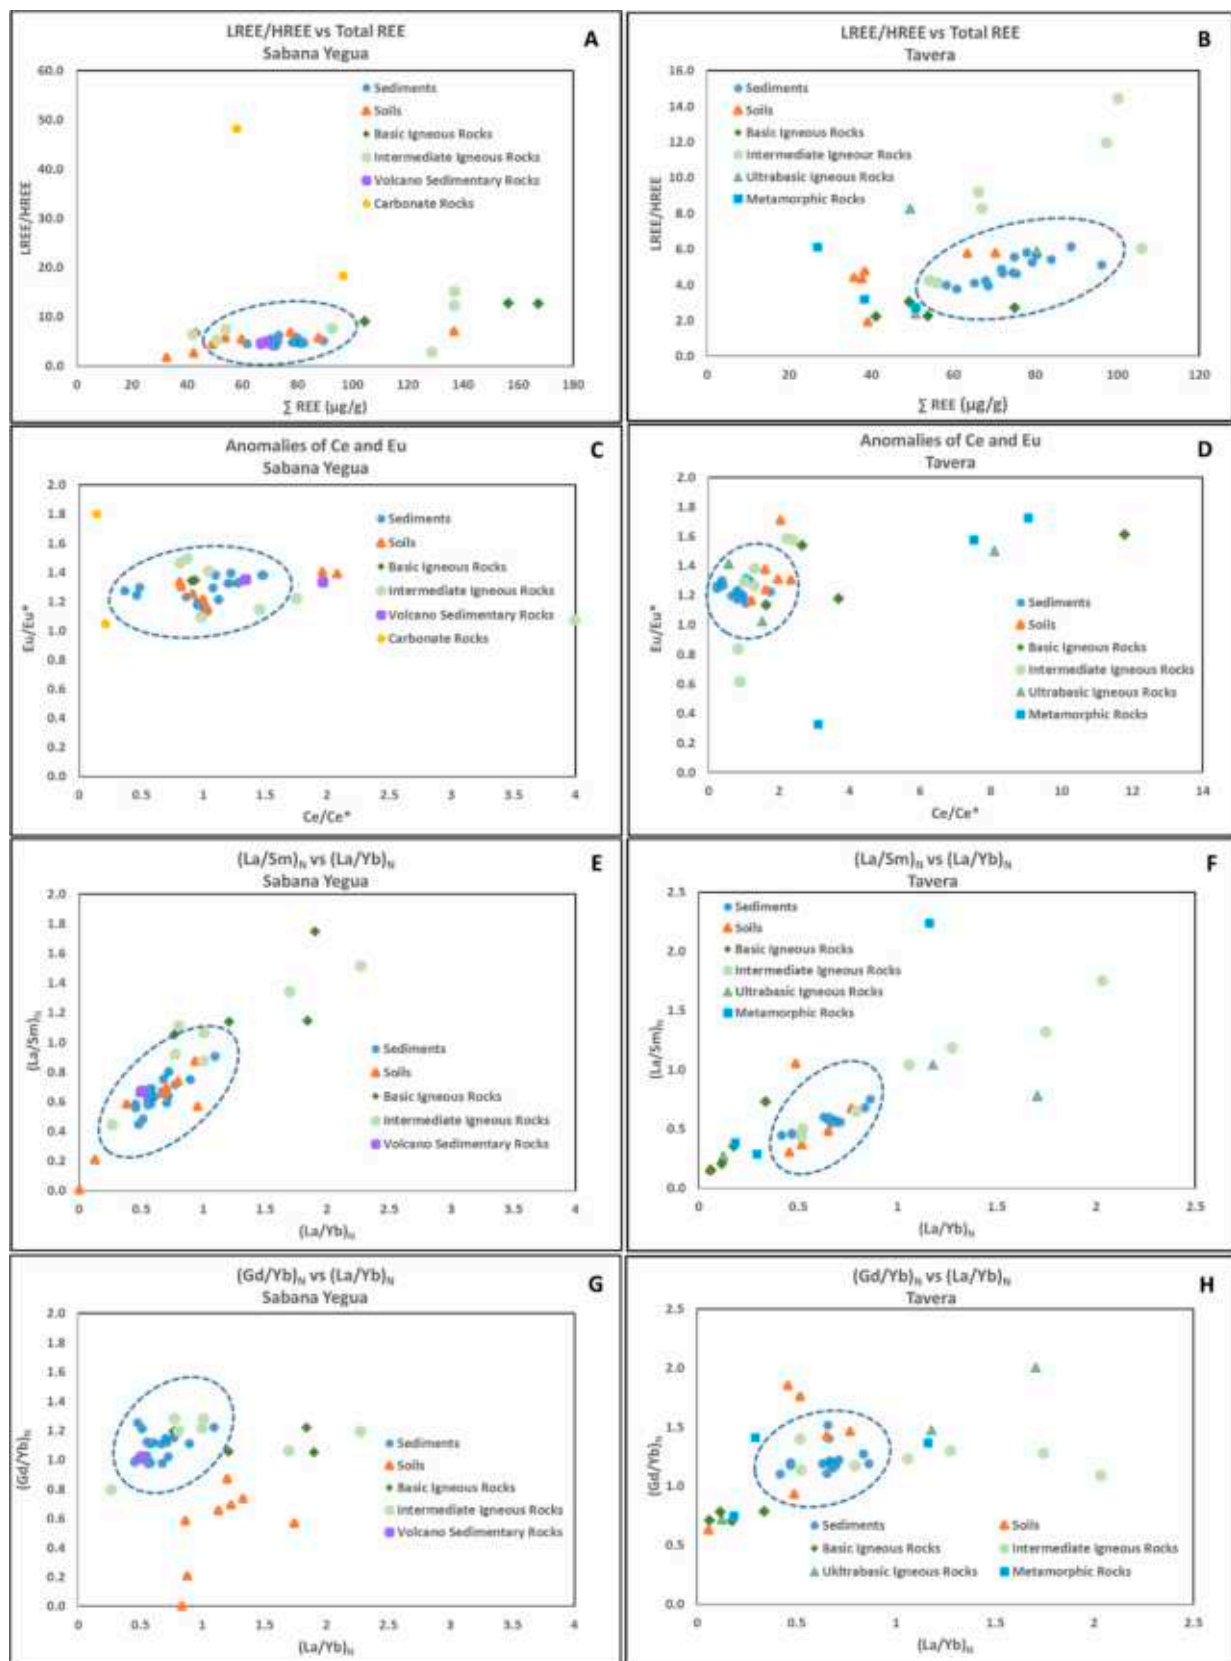 LREE/HREE vs Total REE
Sabana Yegua
A
60.0
50.0
40.0
30.0
20.0
10.0
0.0
LREE/HREE
Sediments
Soils
Basic Igneous Rocks
Intermediate Igneous Rocks
Volcano Sedimentary Rocks
Carbonate Rocks
0 20 40 60 80 100 120 140 160 180
∑ REE (µg/g)
LREE/HREE vs Total REE
Tavera
B
16.0
14.0
12.0
10.0
8.0
6.0
4.0
2.0
0.0
LREE/HREE
Sediments
Soils
Basic Igneous Rocks
Intermediate Igneour Rocks
Ultrabasic Igneous Rocks
Metamorphic Rocks
0 20 40 60 80 100 120
∑ REE (µg/g)
Anomalies of Ce and Eu
Sabana Yegua
C
2.0
1.8
1.6
1.4
1.2
1.0
0.8
0.6
0.4
0.2
0.0
Eu/Eu*
Sediments
Soils
Basic Igneous Rocks
Intermediate Igneous Rocks
Volcano Sedimentary Rocks
Carbonate Rocks
0 0.5 1 1.5 2 2.5 3 3.5 4
Ce/Ce*
Anomalies of Ce and Eu
Tavera
D
2.0
1.8
1.6
1.4
1.2
1.0
0.8
0.6
0.4
0.2
0.0
Eu/Eu*
Sediments
Soils
Basic Igneous Rocks
Intermediate Igneous Rocks
Ultrabasic Igneous Rocks
Metamorphic Rocks
0 2 4 6 8 10 12 14
Ce/Ce*
(La/Sm)N vs (La/Yb)N
Sabana Yegua
E
2.0
1.8
1.6
1.4
1.2
1.0
0.8
0.6
0.4
0.2
0.0
(La/Sm)N
Sediments
Soils
Basic Igneous Rocks
Intermediate Igneous Rocks
Volcano Sedimentary Rocks
0 0.5 1 1.5 2 2.5 3 3.5 4
(La/Yb)N
(La/Sm)N vs (La/Yb)N
Tavera
F
2.5
2.0
1.5
1.0
0.5
0.0
(La/Sm)N
Sediments
Soils
Basic Igneous Rocks
Intermediate Igneous Rocks
Ultrabasic Igneous Rocks
Metamorphic Rocks
0 0.5 1 1.5 2 2.5
(La/Yb)N
(Gd/Yb)N vs (La/Yb)N
Sabana Yegua
G
2.0
1.8
1.6
1.4
1.2
1.0
0.8
0.6
0.4
0.2
0.0
(Gd/Yb)N
Sediments
Soils
Basic Igneous Rocks
Intermediate Igneous Rocks
Volcano Sedimentary Rocks
0 0.5 1 1.5 2 2.5 3 3.5 4
(La/Yb)N
(Gd/Yb)N vs (La/Yb)N
Tavera
H
2.5
2.0
1.5
1.0
0.5
0.0
(Gd/Yb)N
Sediments Soils
Basic Igneous Rocks Intermediate Igneous Rocks
Ukltrabasic Igneous Rocks Metamorphic Rocks
0 0.5 1 1.5 2 2.5
(La/Yb)N